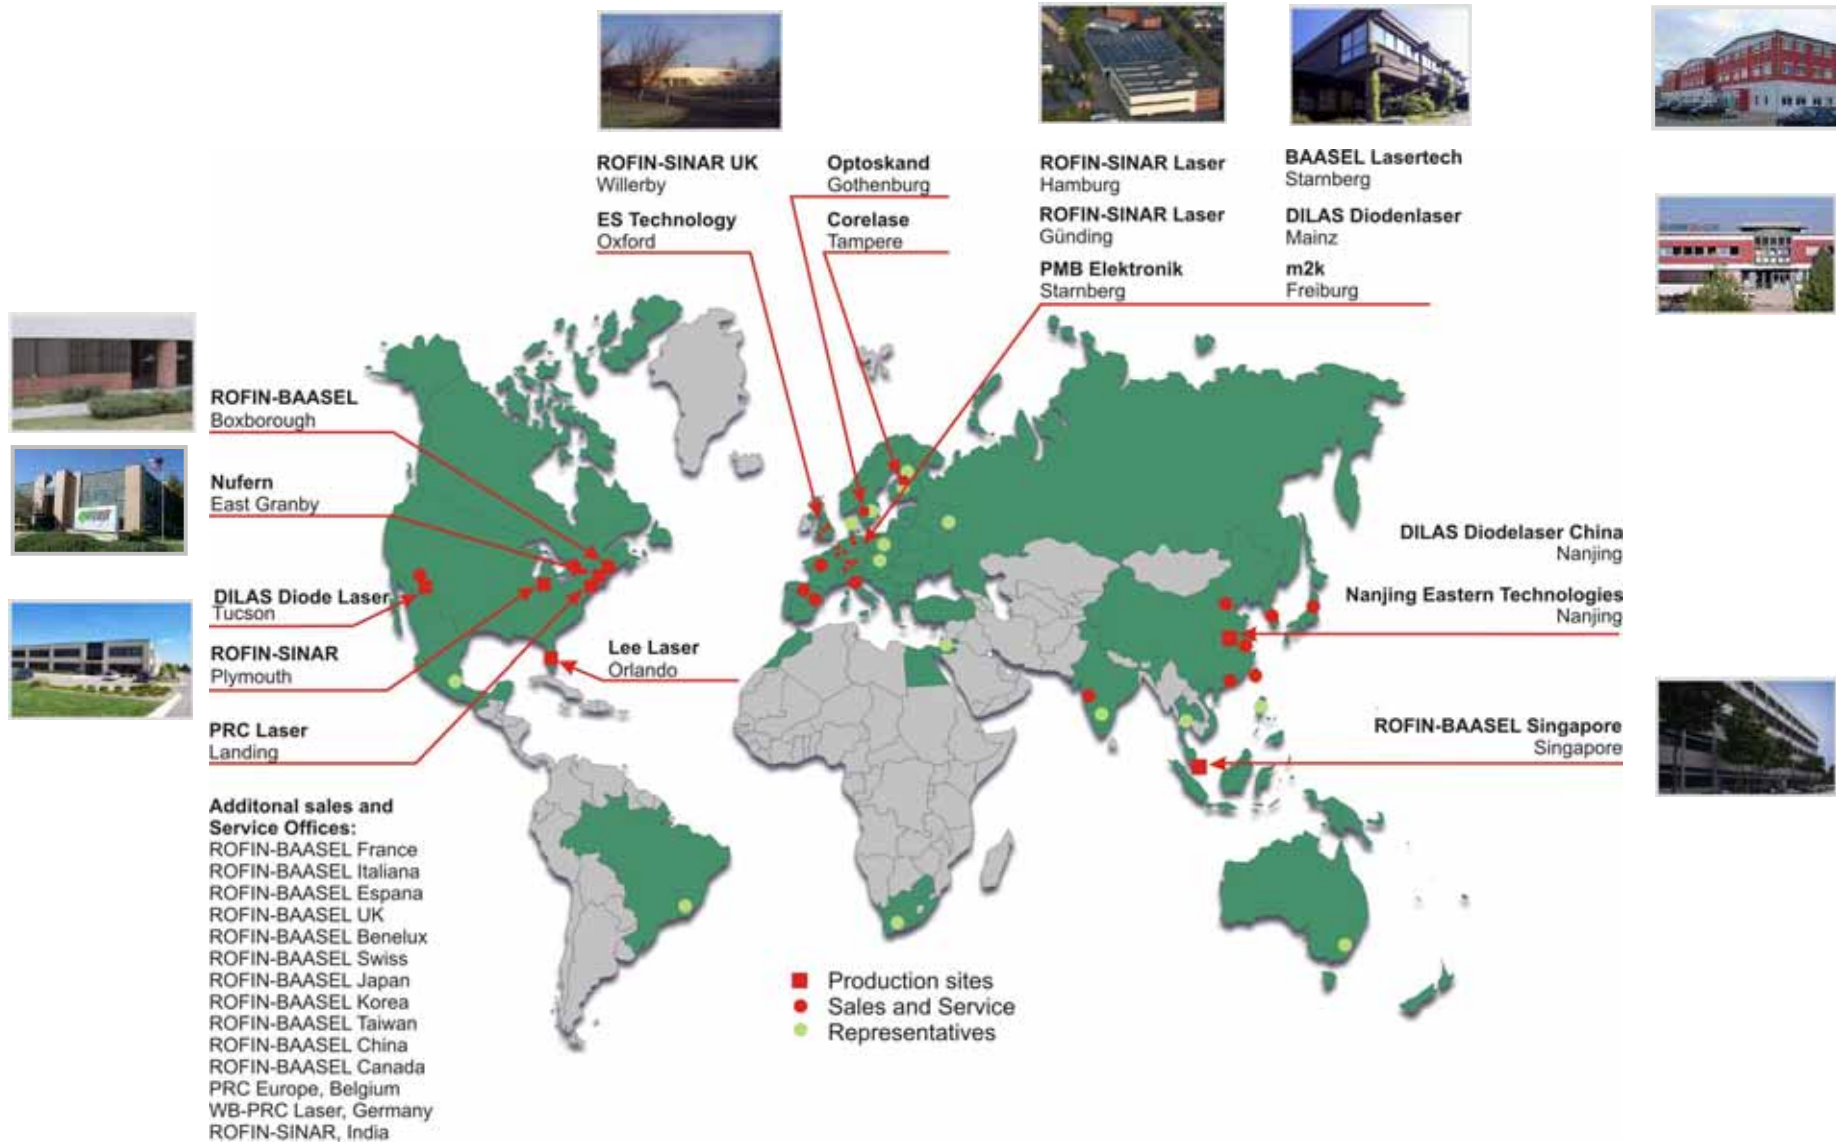 ROFIN-SINAR UK
Willerby
ES Technology
Oxford
Optoskand
Gothenburg
Corelase
Tampere
ROFIN-SINAR Laser
Hamburg
ROFIN-SINAR Laser
Günding
PMB Elektronik
Starnberg
BAASEL Lasertech
Starnberg
DILAS Diodenlaser
Mainz
m2k
Freiburg
ROFIN-BAASEL
Boxborough
Nufern
East Granby
DILAS Diode Laser
Tucson
ROFIN-SINAR
Plymouth
PRC Laser
Landing
Lee Laser
Orlando
DILAS Diodelaser China
Nanjing
Nanjing Eastern Technologies
Nanjing
ROFIN-BAASEL Singapore
Singapore
Additonal sales and
Service Offices:
ROFIN-BAASEL France
ROFIN-BAASEL Italiana
ROFIN-BAASEL Espana
ROFIN-BAASEL UK
ROFIN-BAASEL Benelux
ROFIN-BAASEL Swiss
ROFIN-BAASEL Japan
ROFIN-BAASEL Korea
ROFIN-BAASEL Taiwan
ROFIN-BAASEL China
ROFIN-BAASEL Canada
PRC Europe, Belgium
WB-PRC Laser, Germany
ROFIN-SINAR, India
Production sites
Sales and Service
Representatives